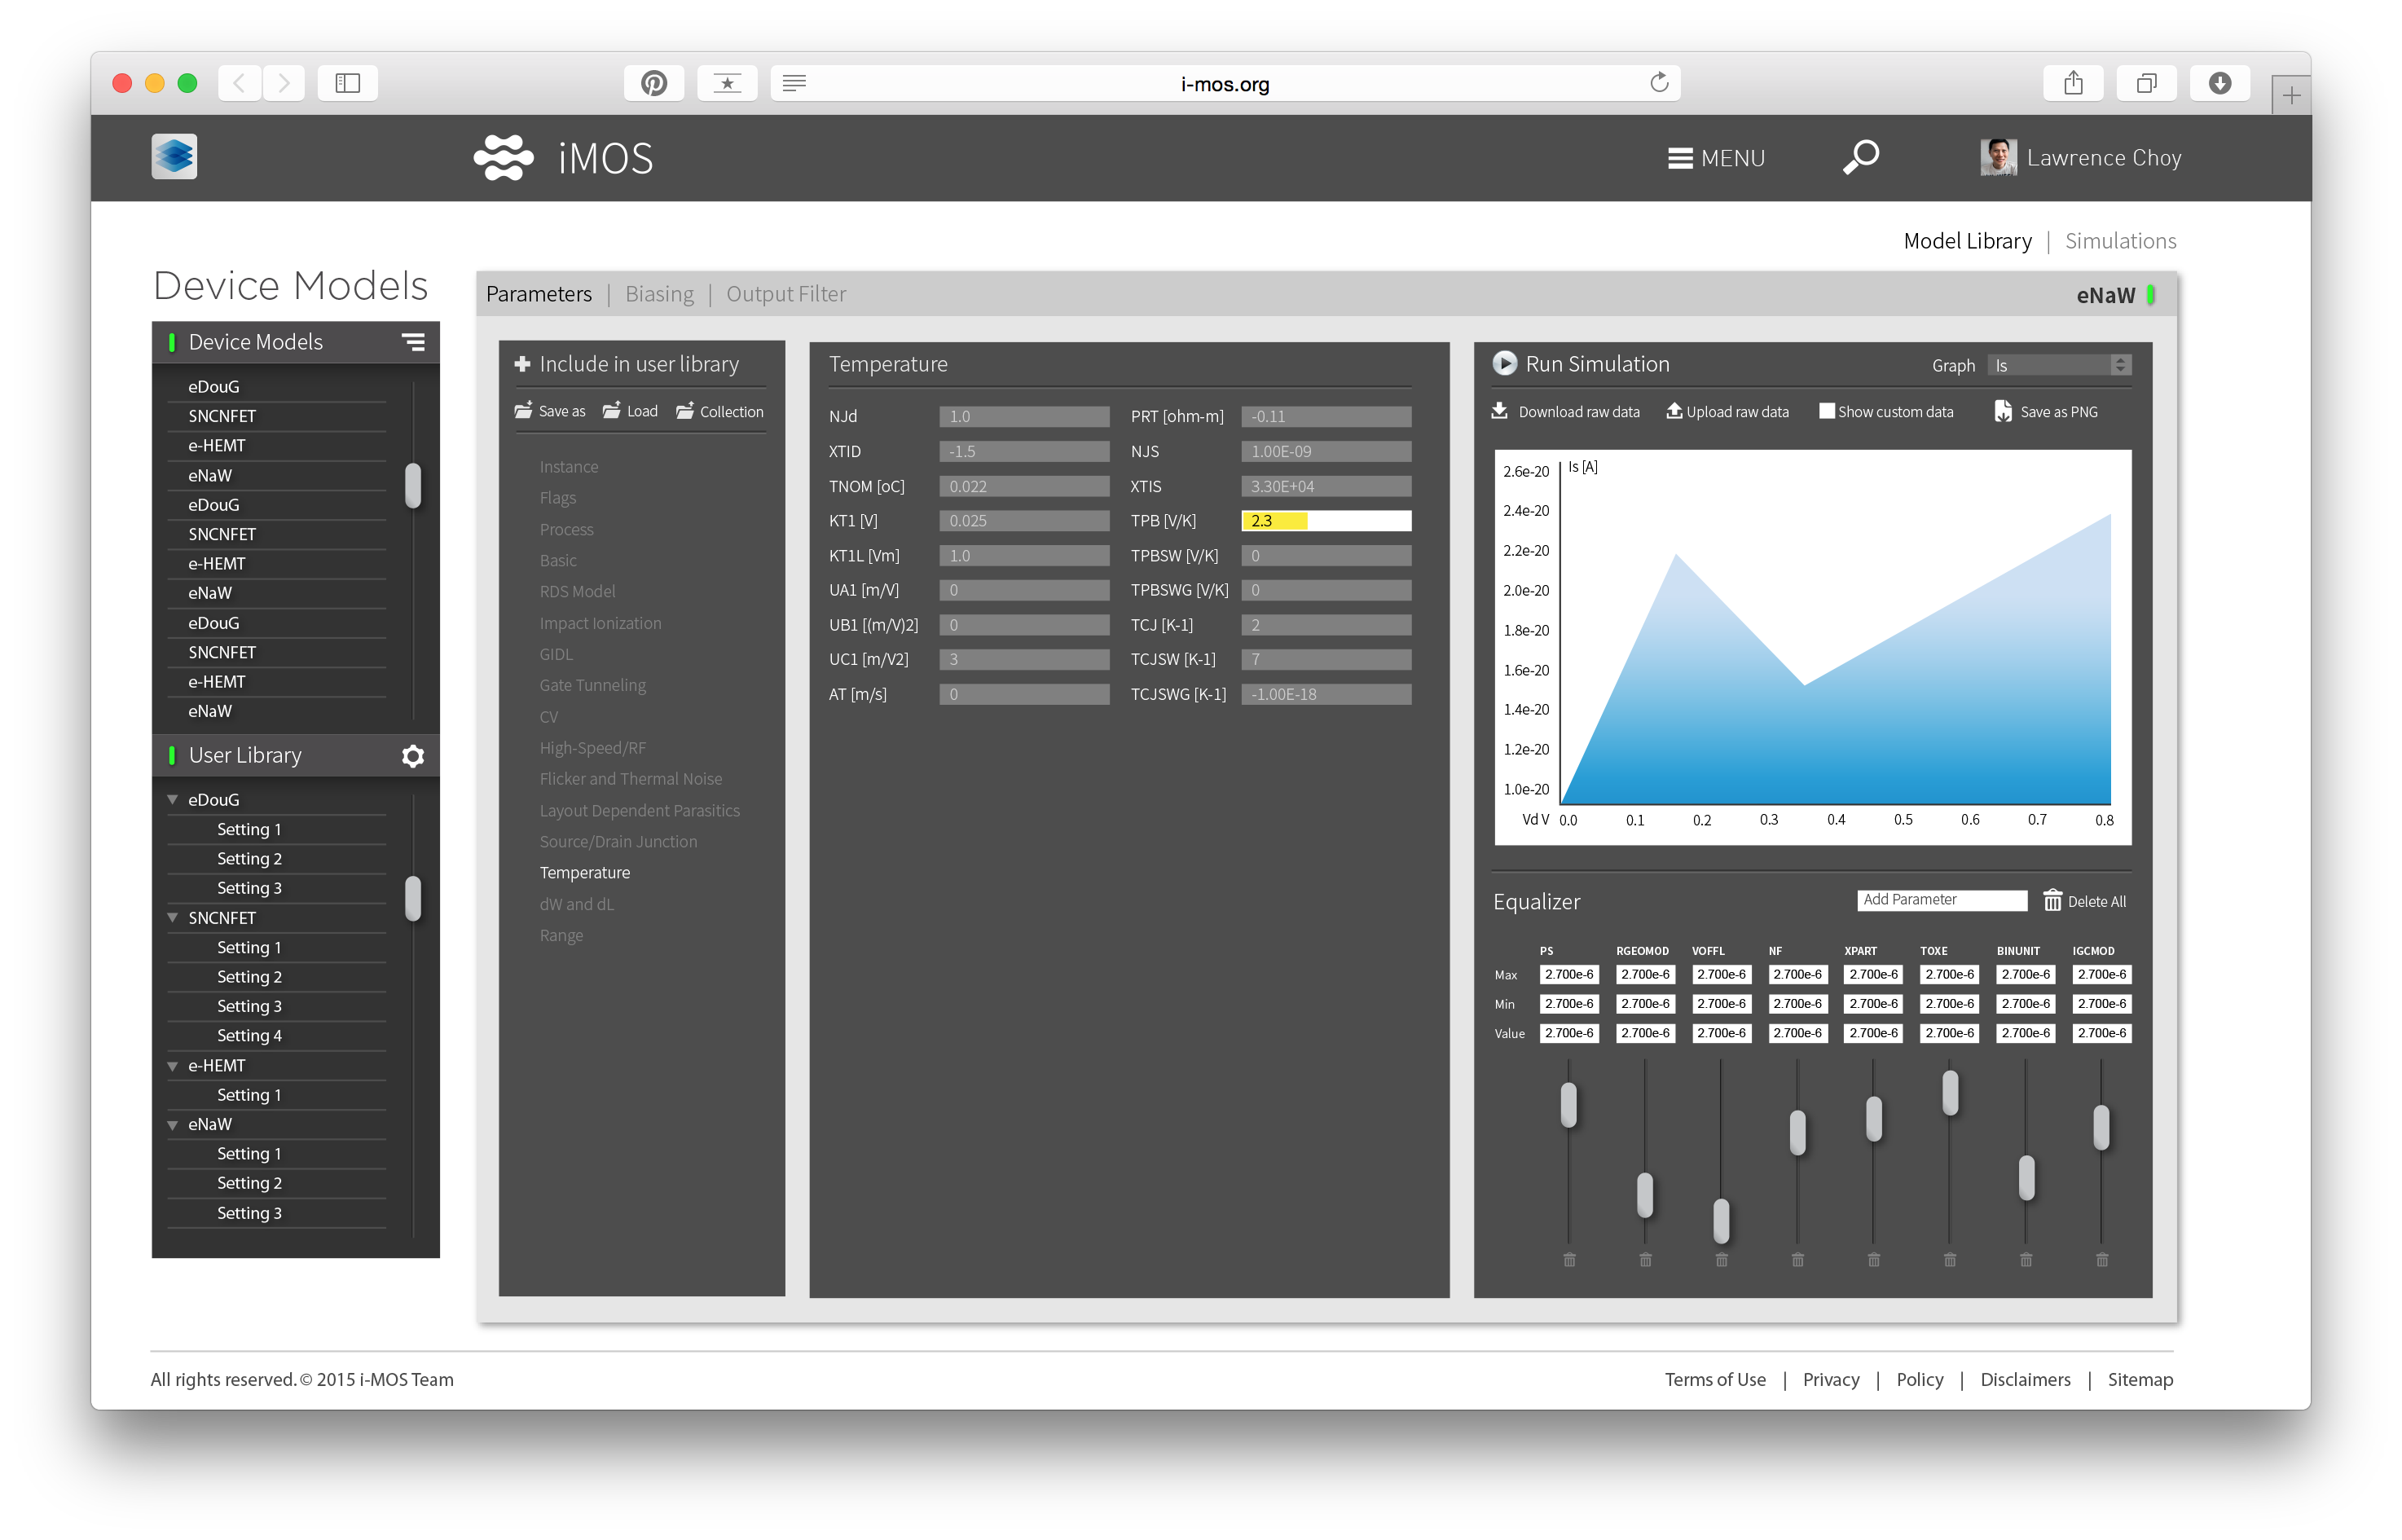 i-mos.org
iMOS
MENU
Lawrence Choy
Model Library | Simulations
Device Models
Device Models
eDouG
SNCNFET
e-HEMT
eNaW
eDouG
SNCNFET
e-HEMT
eNaW
eDouG
SNCNFET
e-HEMT
eNaW
User Library
eDouG
Setting 1
Setting 2
Setting 3
SNCNFET
Setting 1
Setting 2
Setting 3
Setting 4
e-HEMT
Setting 1
eNaW
Setting 1
Setting 2
Setting 3
Parameters | Biasing | Output Filter
eNaW
Include in user library
Save as Load Collection
Instance
Flags
Process
Basic
RDS Model
Impact Ionization
GIDL
Gate Tunneling
CV
High-Speed/RF
Flicker and Thermal Noise
Layout Dependent Parasitics
Source/Drain Junction
Temperature
dW and dL
Range
Temperature
NJd 1.0 PRT [ohm-m] -0.11
XTID -1.5 NJS 1.00E-09
TNOM [oC] 0.022 XTIS 3.30E+04
KT1 [V] 0.025 TPB [V/K] 2.3
KT1L [Vm] 1.0 TPBSW [V/K] 0
UA1 [m/V] 0 TPBSWG [V/K] 0
UB1 [(m/V)2] 0 TCJ [K-1] 2
UC1 [m/V2] 3 TCJSW [K-1] 7
AT [m/s] 0 TCJSWG [K-1] -1.00E-18
Run Simulation
Graph Is
Download raw data Upload raw data Show custom data Save as PNG
Is [A]
2.6e-20
2.4e-20
2.2e-20
2.0e-20
1.8e-20
1.6e-20
1.4e-20
1.2e-20
1.0e-20
Vd V 0.0 0.1 0.2 0.3 0.4 0.5 0.6 0.7 0.8
Equalizer
Add Parameter
Delete All
PS RGEOMOD VOFFL NF XPART TOXE BINUNIT IGCMOD
Max 2.700e-6 2.700e-6 2.700e-6 2.700e-6 2.700e-6 2.700e-6 2.700e-6 2.700e-6
Min 2.700e-6 2.700e-6 2.700e-6 2.700e-6 2.700e-6 2.700e-6 2.700e-6 2.700e-6
Value 2.700e-6 2.700e-6 2.700e-6 2.700e-6 2.700e-6 2.700e-6 2.700e-6 2.700e-6
All rights reserved.© 2015 i-MOS Team
Terms of Use | Privacy | Policy | Disclaimers | Sitemap